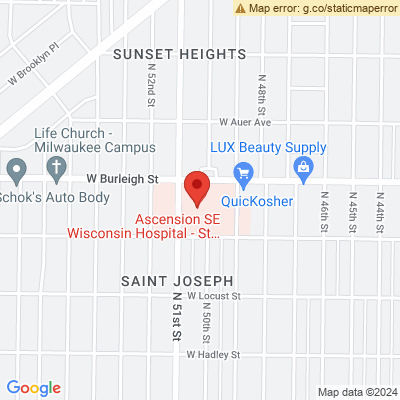 Map error: g.co/staticmaperror
SUNSET HEIGHTS
W Brooklyn Pl
N 52nd St
N 48th St
W Auer Ave
Life Church -
Milwaukee Campus
LUX Beauty Supply
W Burleigh St
Schok's Auto Body
QuicKosher
N 46th St
N 45th St
N 44th St
Ascension SE
Wisconsin Hospital - St...
SAINT JOSEPH
N 51st St
N 50th St
W Locust St
W Hadley St
Google
Map data ©2024